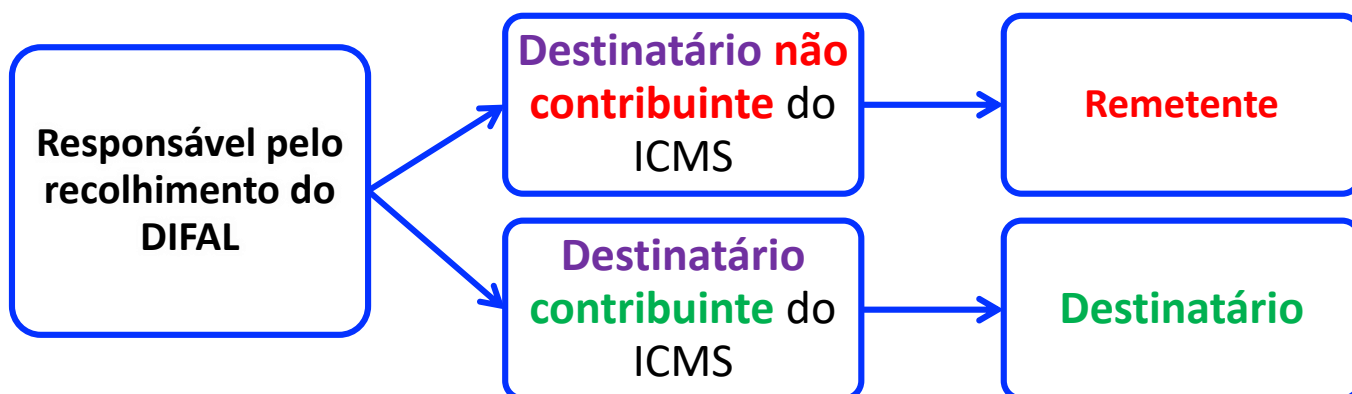 Responsável pelo
recolhimento do
DIFAL
Destinatário não
contribuinte do
ICMS
Remetente
Destinatário
contribuinte do
ICMS
Destinatário